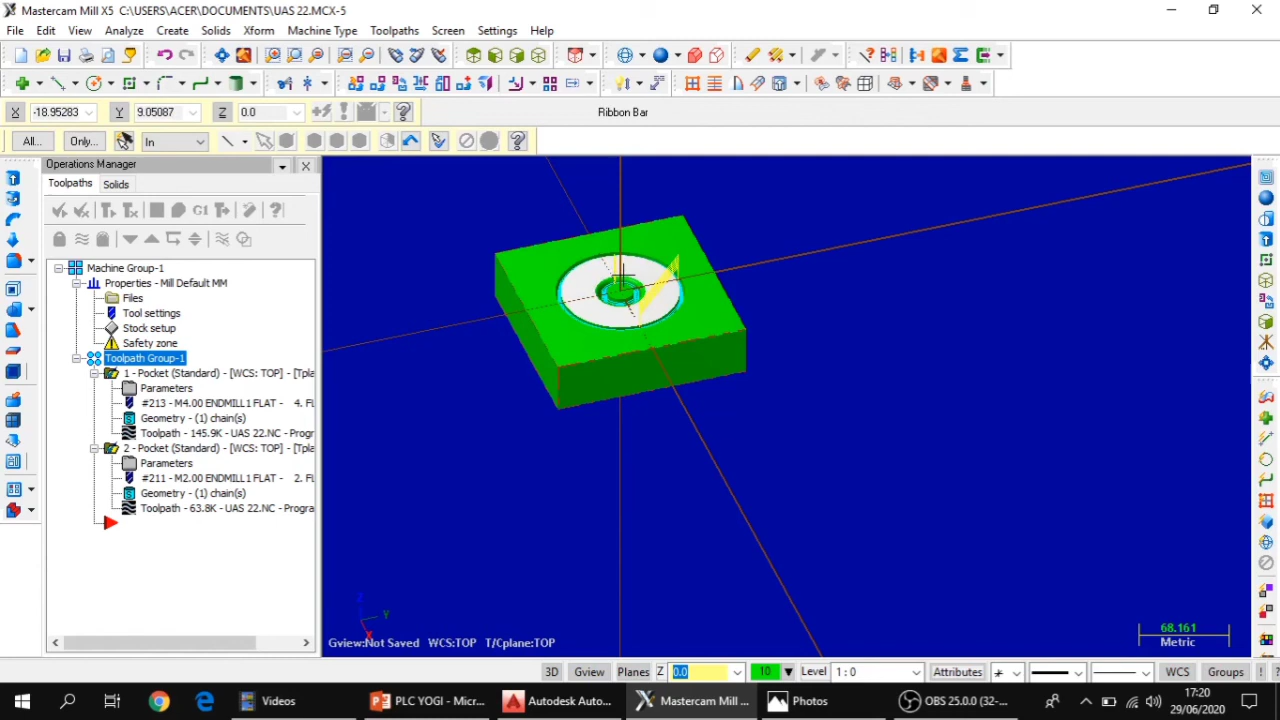 Mastercam Mill X5 C:\USERS\ACER\DOCUMENTS\UAS 22.MCX-5
File Edit View Analyze Create Solids Xform Machine Type Toolpaths Screen Settings Help
X -18.95283 Y 9.05087 Z 0.0 Ribbon Bar
All... Only... In
Operations Manager
Toolpaths Solids
G1
Machine Group-1
Properties - Mill Default MM
Files
Tool settings
Stock setup
Safety zone
Toolpath Group-1
1 - Pocket (Standard) - [WCS: TOP] - [Tpla
Parameters
#213 - M4.00 ENDMILL1 FLAT - 4. FL
Geometry - (1) chain(s)
Toolpath - 145.9K - UAS 22.NC - Progr
2 - Pocket (Standard) - [WCS: TOP] - [Tpla
Parameters
#211 - M2.00 ENDMILL1 FLAT - 2. FL
Geometry - (1) chain(s)
Toolpath - 63.8K - UAS 22.NC - Progra
Z
Y
X
Gview:Not Saved WCS:TOP T/Cplane:TOP
68.161
Metric
3D Gview Planes Z 0.0 10 Level 1 : 0 Attributes WCS Groups ! ?
Videos PLC YOGI - Micr... Autodesk Auto... Mastercam Mill ... Photos OBS 25.0.0 (32-... 17:20
29/06/2020